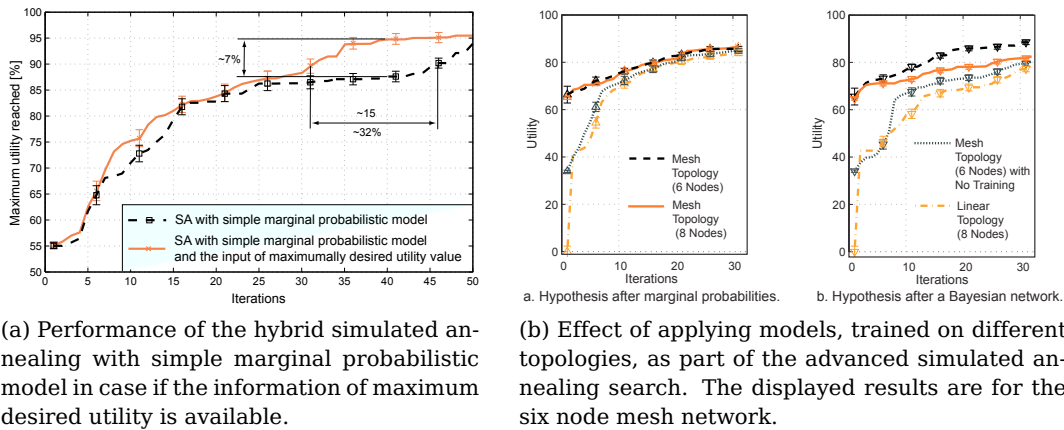 100
95
90
85
80
75
70
65
60
55
50
Maximum utility reached [%]
0 5 10 15 20 25 30 35 40 45 50
Iterations
~7%
~15
~32%
SA with simple marginal probabilistic model
SA with simple marginal probabilistic model
and the input of maximumally desired utility value
100
80
60
40
20
0
Utility
0 10 20 30
Iterations
Mesh
Topology
(6 Nodes)
Mesh
Topology
(8 Nodes)
a. Hypothesis after marginal probabilities.
100
80
60
40
20
0
Utility
0 10 20 30
Iterations
Mesh
Topology
(6 Nodes) with
No Training
Linear
Topology
(8 Nodes)
b. Hypothesis after a Bayesian network.
(a) Performance of the hybrid simulated an-
nealing with simple marginal probabilistic
model in case if the information of maximum
desired utility is available.
(b) Effect of applying models, trained on different
topologies, as part of the advanced simulated an-
nealing search. The displayed results are for the
six node mesh network.